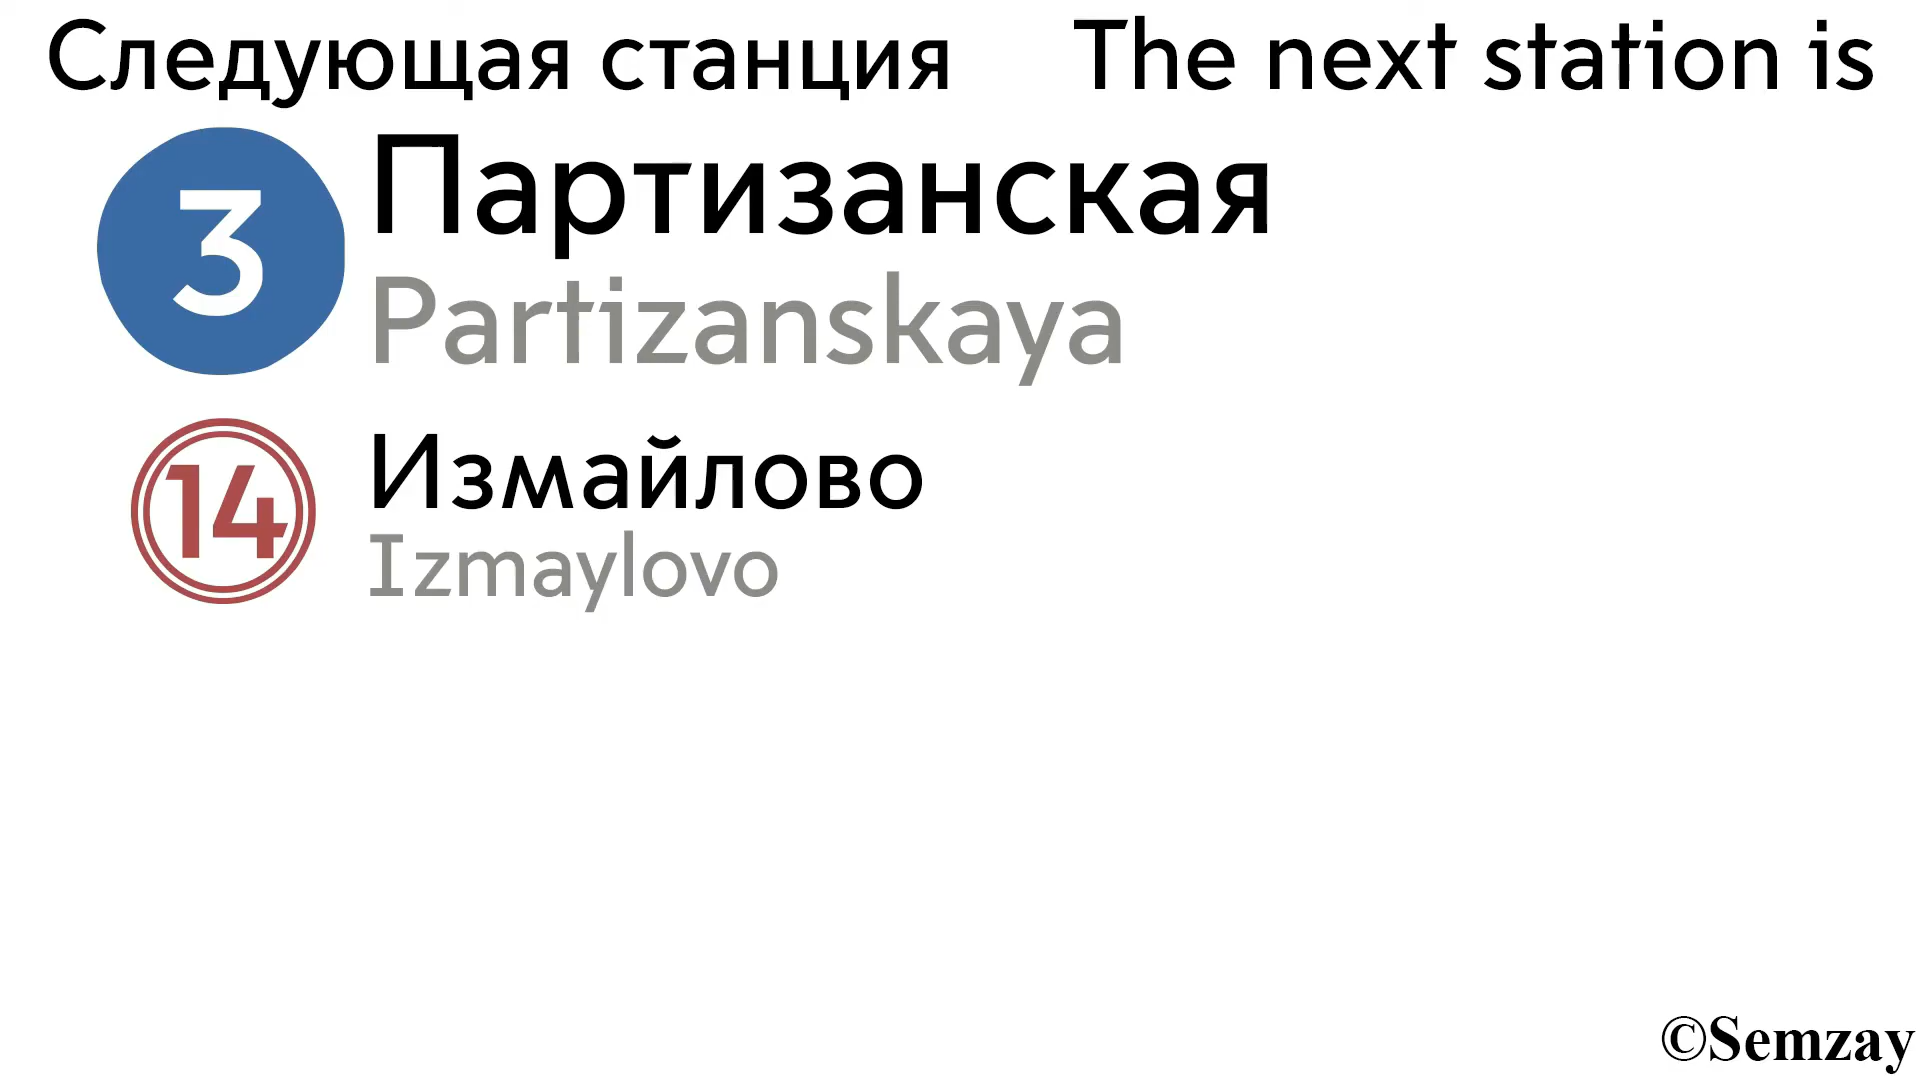 Следующая станция The next station is
3 Партизанская
Partizanskaya
14 Измайлово
Izmaylovo
©Semzay